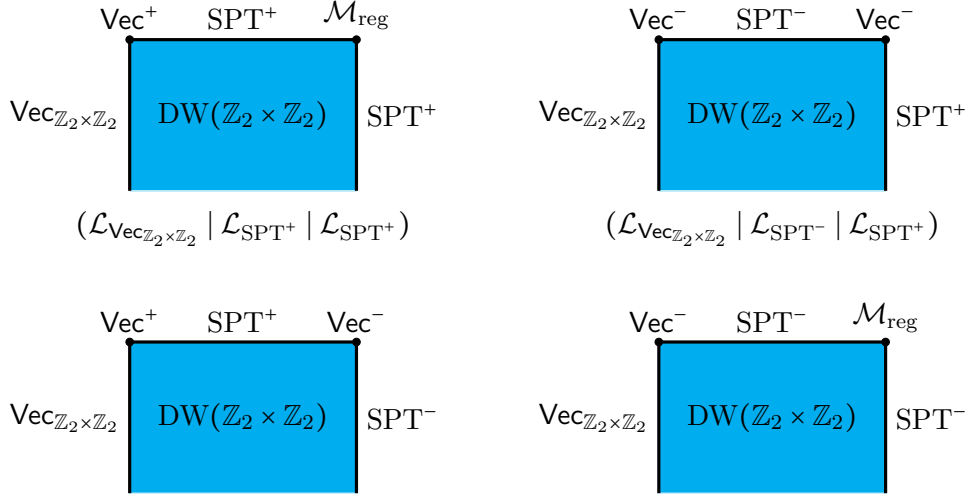 Vec⁺ SPT⁺ ℳ_reg
Vec_{ℤ₂×ℤ₂} DW(ℤ₂ × ℤ₂) SPT⁺
(ℒ_{Vec_{ℤ₂×ℤ₂}} | ℒ_{SPT⁺} | ℒ_{SPT⁺})
Vec⁻ SPT⁻ Vec⁻
Vec_{ℤ₂×ℤ₂} DW(ℤ₂ × ℤ₂) SPT⁺
(ℒ_{Vec_{ℤ₂×ℤ₂}} | ℒ_{SPT⁻} | ℒ_{SPT⁺})
Vec⁺ SPT⁺ Vec⁻
Vec_{ℤ₂×ℤ₂} DW(ℤ₂ × ℤ₂) SPT⁻
Vec⁻ SPT⁻ ℳ_reg
Vec_{ℤ₂×ℤ₂} DW(ℤ₂ × ℤ₂) SPT⁻